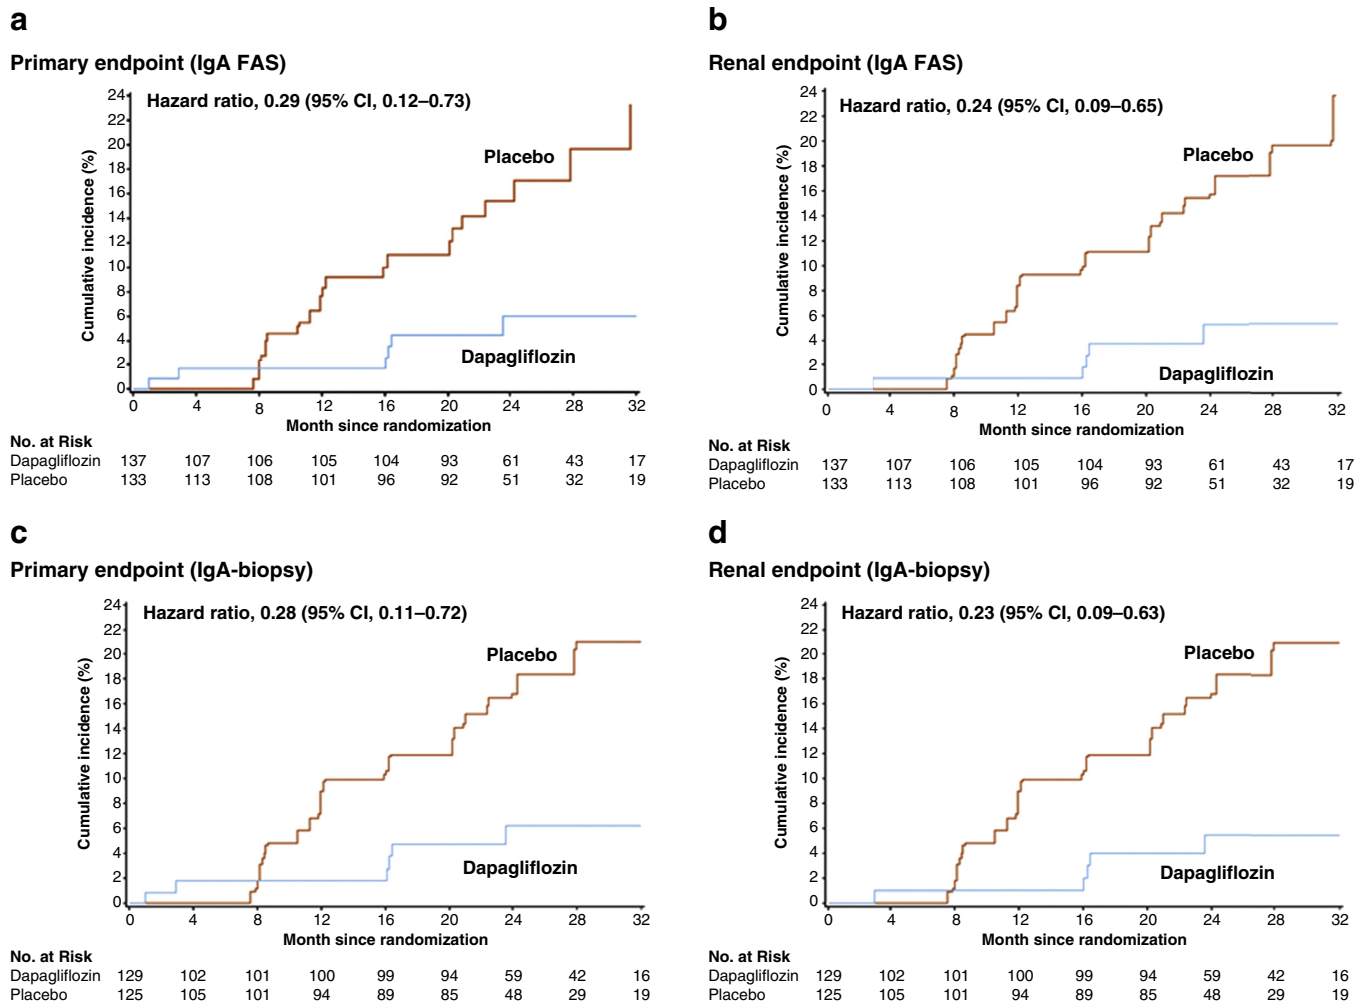 a
Primary endpoint (IgA FAS)
Hazard ratio, 0.29 (95% CI, 0.12–0.73)
Cumulative incidence (%)
24
22
20
18
16
14
12
10
8
6
4
2
0
Placebo
Dapagliflozin
0 4 8 12 16 20 24 28 32
Month since randomization
No. at Risk
Dapagliflozin 137 107 106 105 104 93 61 43 17
Placebo 133 113 108 101 96 92 51 32 19
b
Renal endpoint (IgA FAS)
Hazard ratio, 0.24 (95% CI, 0.09–0.65)
Cumulative incidence (%)
24
22
20
18
16
14
12
10
8
6
4
2
0
Placebo
Dapagliflozin
0 4 8 12 16 20 24 28 32
Month since randomization
No. at Risk
Dapagliflozin 137 107 106 105 104 93 61 43 17
Placebo 133 113 108 101 96 92 51 32 19
c
Primary endpoint (IgA-biopsy)
Hazard ratio, 0.28 (95% CI, 0.11–0.72)
Cumulative incidence (%)
24
22
20
18
16
14
12
10
8
6
4
2
0
Placebo
Dapagliflozin
0 4 8 12 16 20 24 28 32
Month since randomization
No. at Risk
Dapagliflozin 129 102 101 100 99 94 59 42 16
Placebo 125 105 101 94 89 85 48 29 19
d
Renal endpoint (IgA-biopsy)
Hazard ratio, 0.23 (95% CI, 0.09–0.63)
Cumulative incidence (%)
24
22
20
18
16
14
12
10
8
6
4
2
0
Placebo
Dapagliflozin
0 4 8 12 16 20 24 28 32
Month since randomization
No. at Risk
Dapagliflozin 129 102 101 100 99 94 59 42 16
Placebo 125 105 101 94 89 85 48 29 19